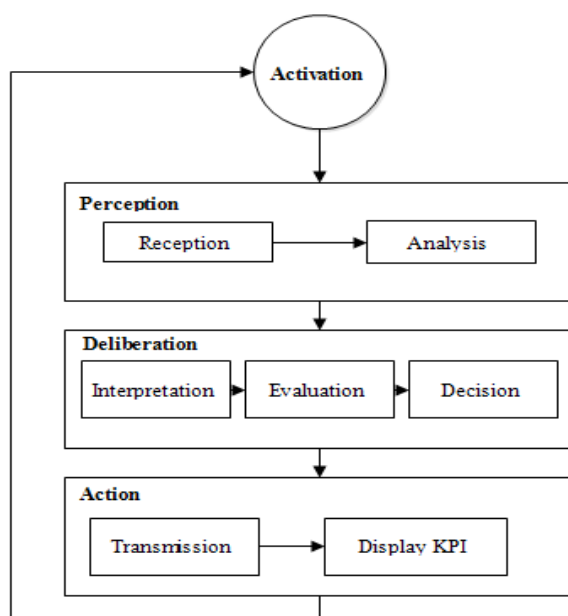 Activation
Perception
Reception
Analysis
Deliberation
Interpretation
Evaluation
Decision
Action
Transmission
Display KPI